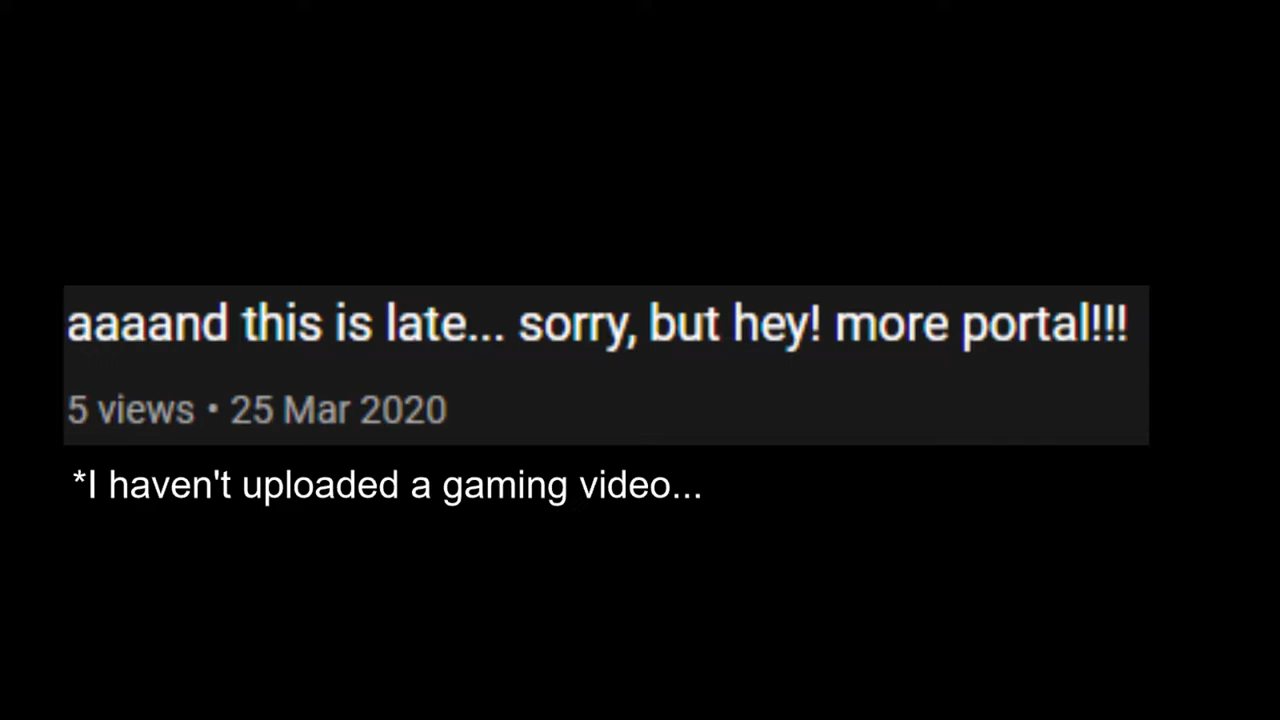 aaaand this is late... sorry, but hey! more portal!!!
5 views • 25 Mar 2020
*I haven't uploaded a gaming video...